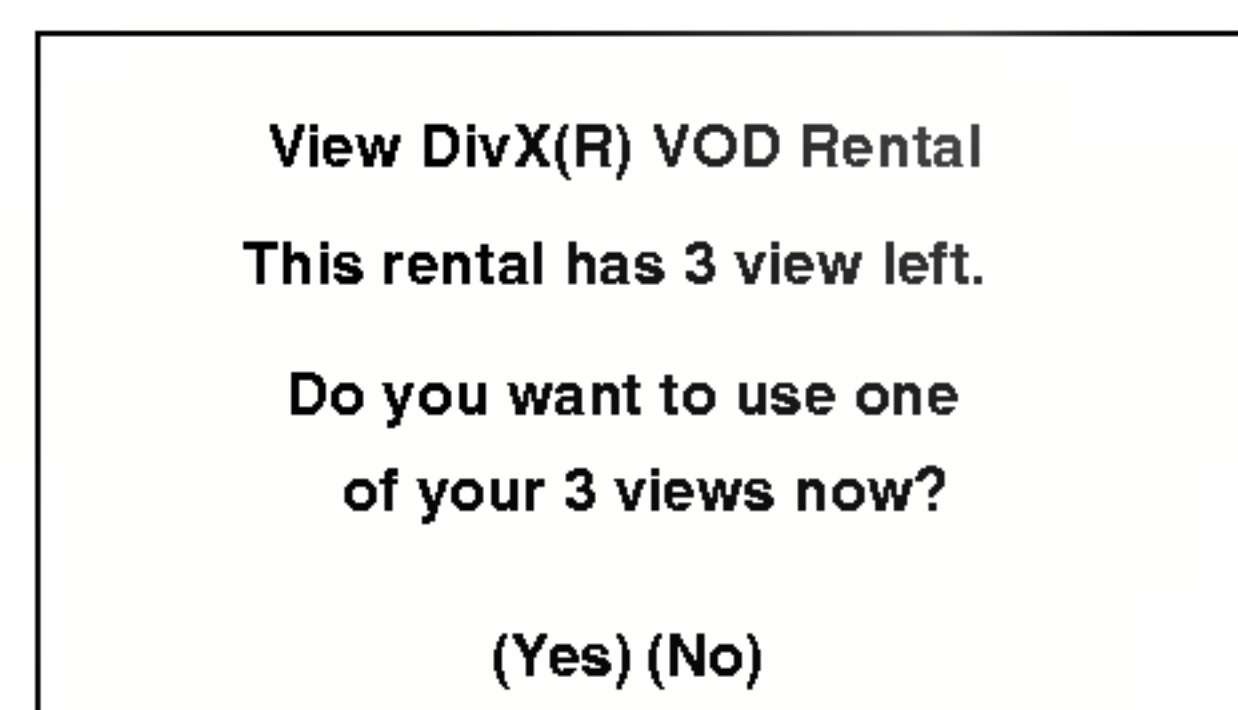 View DivX(R) VOD Rental
This rental has 3 view left.
Do you want to use one
of your 3 views now?
(Yes) (No)